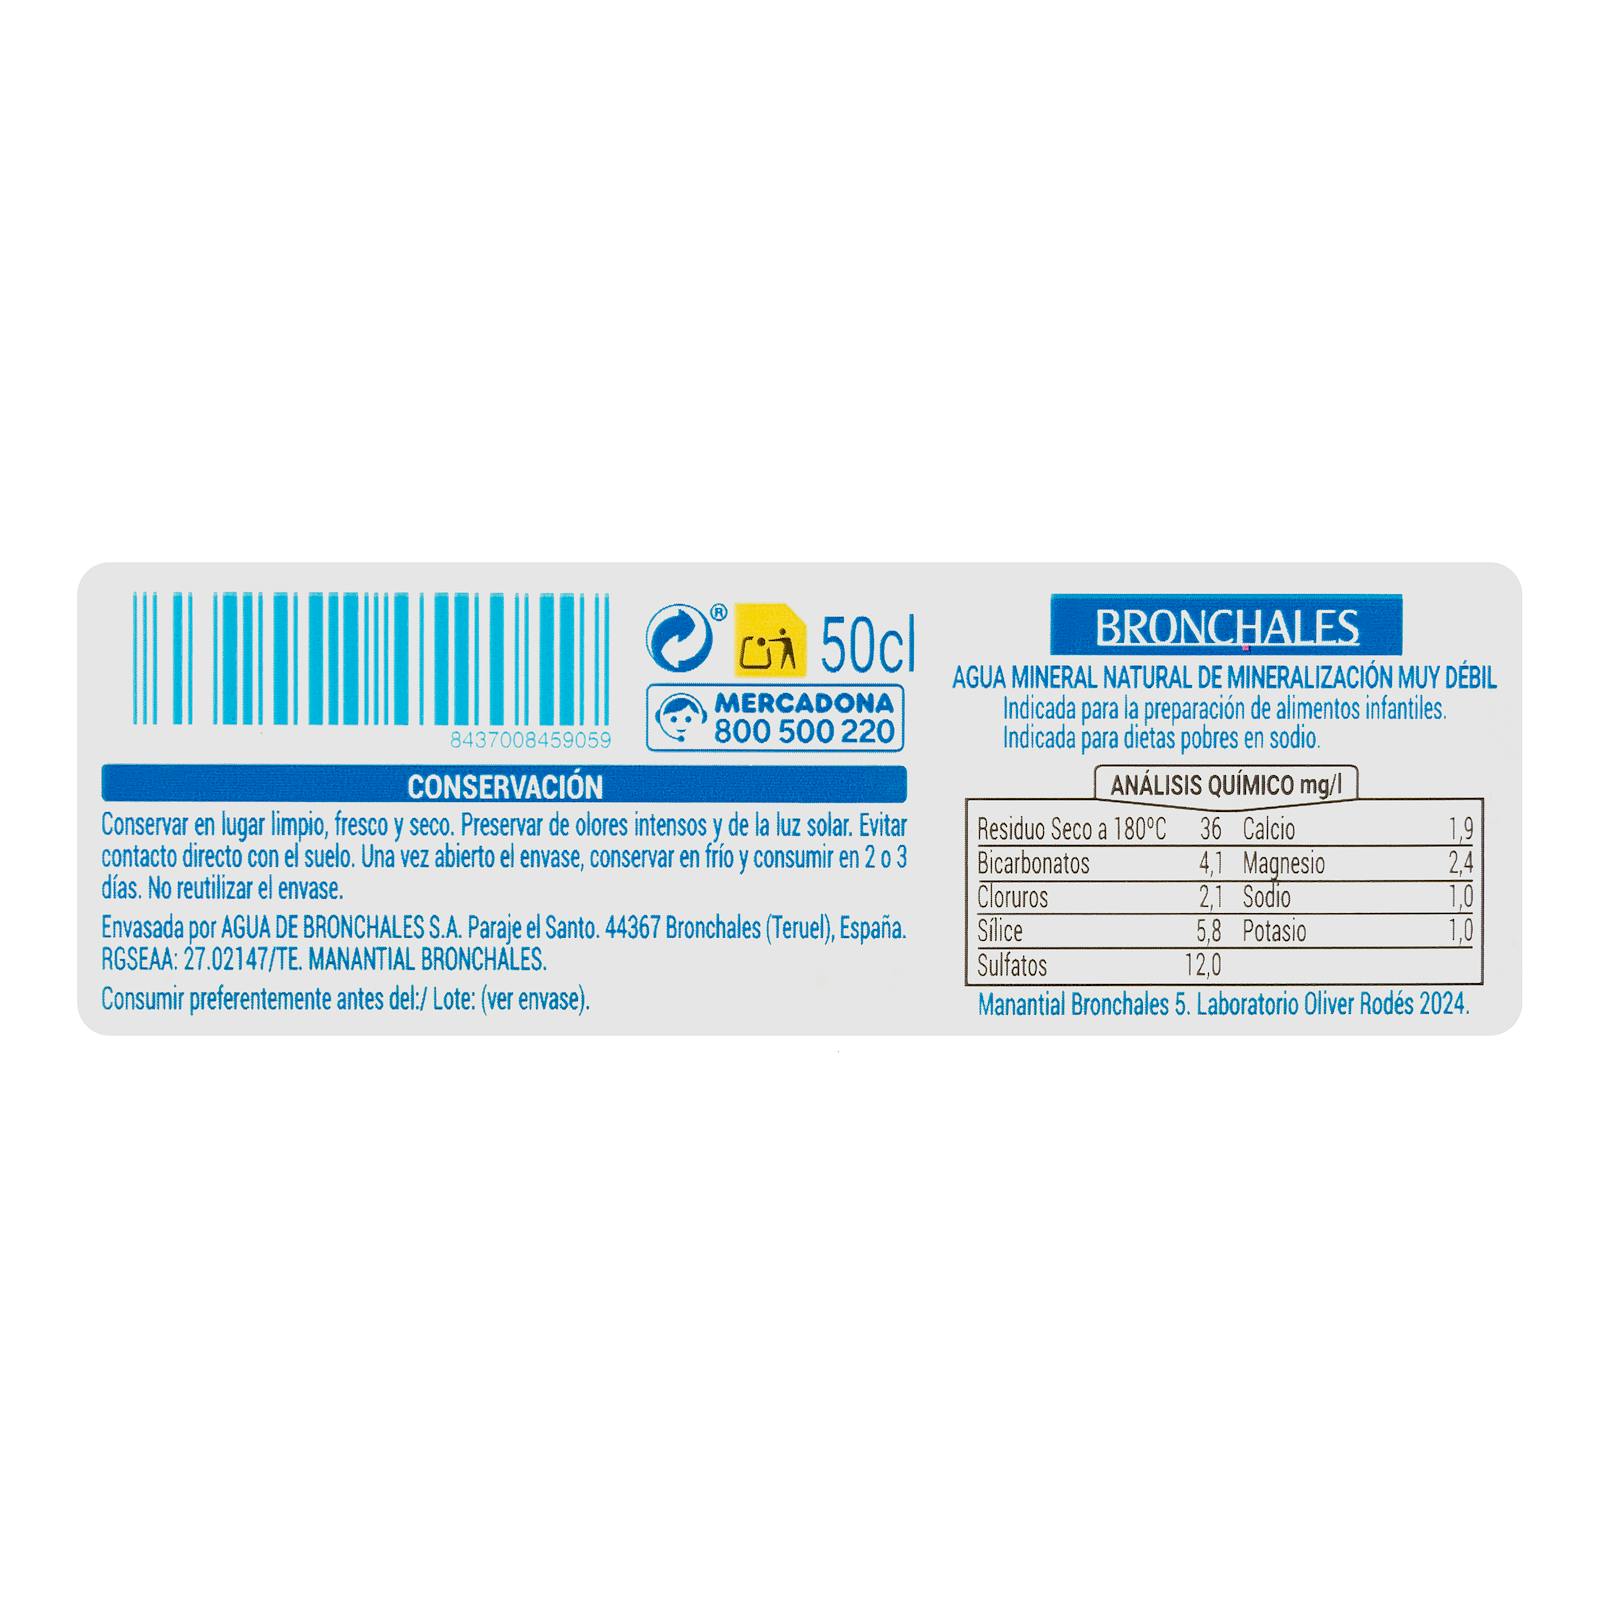 8437008459059
®
50cl
MERCADONA
800 500 220
CONSERVACIÓN
Conservar en lugar limpio, fresco y seco. Preservar de olores intensos y de la luz solar. Evitar
contacto directo con el suelo. Una vez abierto el envase, conservar en frío y consumir en 2 o 3
días. No reutilizar el envase.
Envasada por AGUA DE BRONCHALES S.A. Paraje el Santo. 44367 Bronchales (Teruel), España.
RGSEAA: 27.02147/TE. MANANTIAL BRONCHALES.
Consumir preferentemente antes del:/ Lote: (ver envase).
BRONCHALES
AGUA MINERAL NATURAL DE MINERALIZACIÓN MUY DÉBIL
Indicada para la preparación de alimentos infantiles.
Indicada para dietas pobres en sodio.
ANÁLISIS QUÍMICO mg/l
Residuo Seco a 180ºC 36 Calcio 1,9
Bicarbonatos 4,1 Magnesio 2,4
Cloruros 2,1 Sodio 1,0
Sílice 5,8 Potasio 1,0
Sulfatos 12,0
Manantial Bronchales 5. Laboratorio Oliver Rodés 2024.